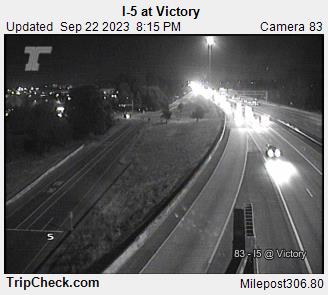 I-5 at Victory
Updated Sep 22 2023 8:15 PM Camera 83
T
S
83 - I5 @ Victory
TripCheck.com Milepost306.80